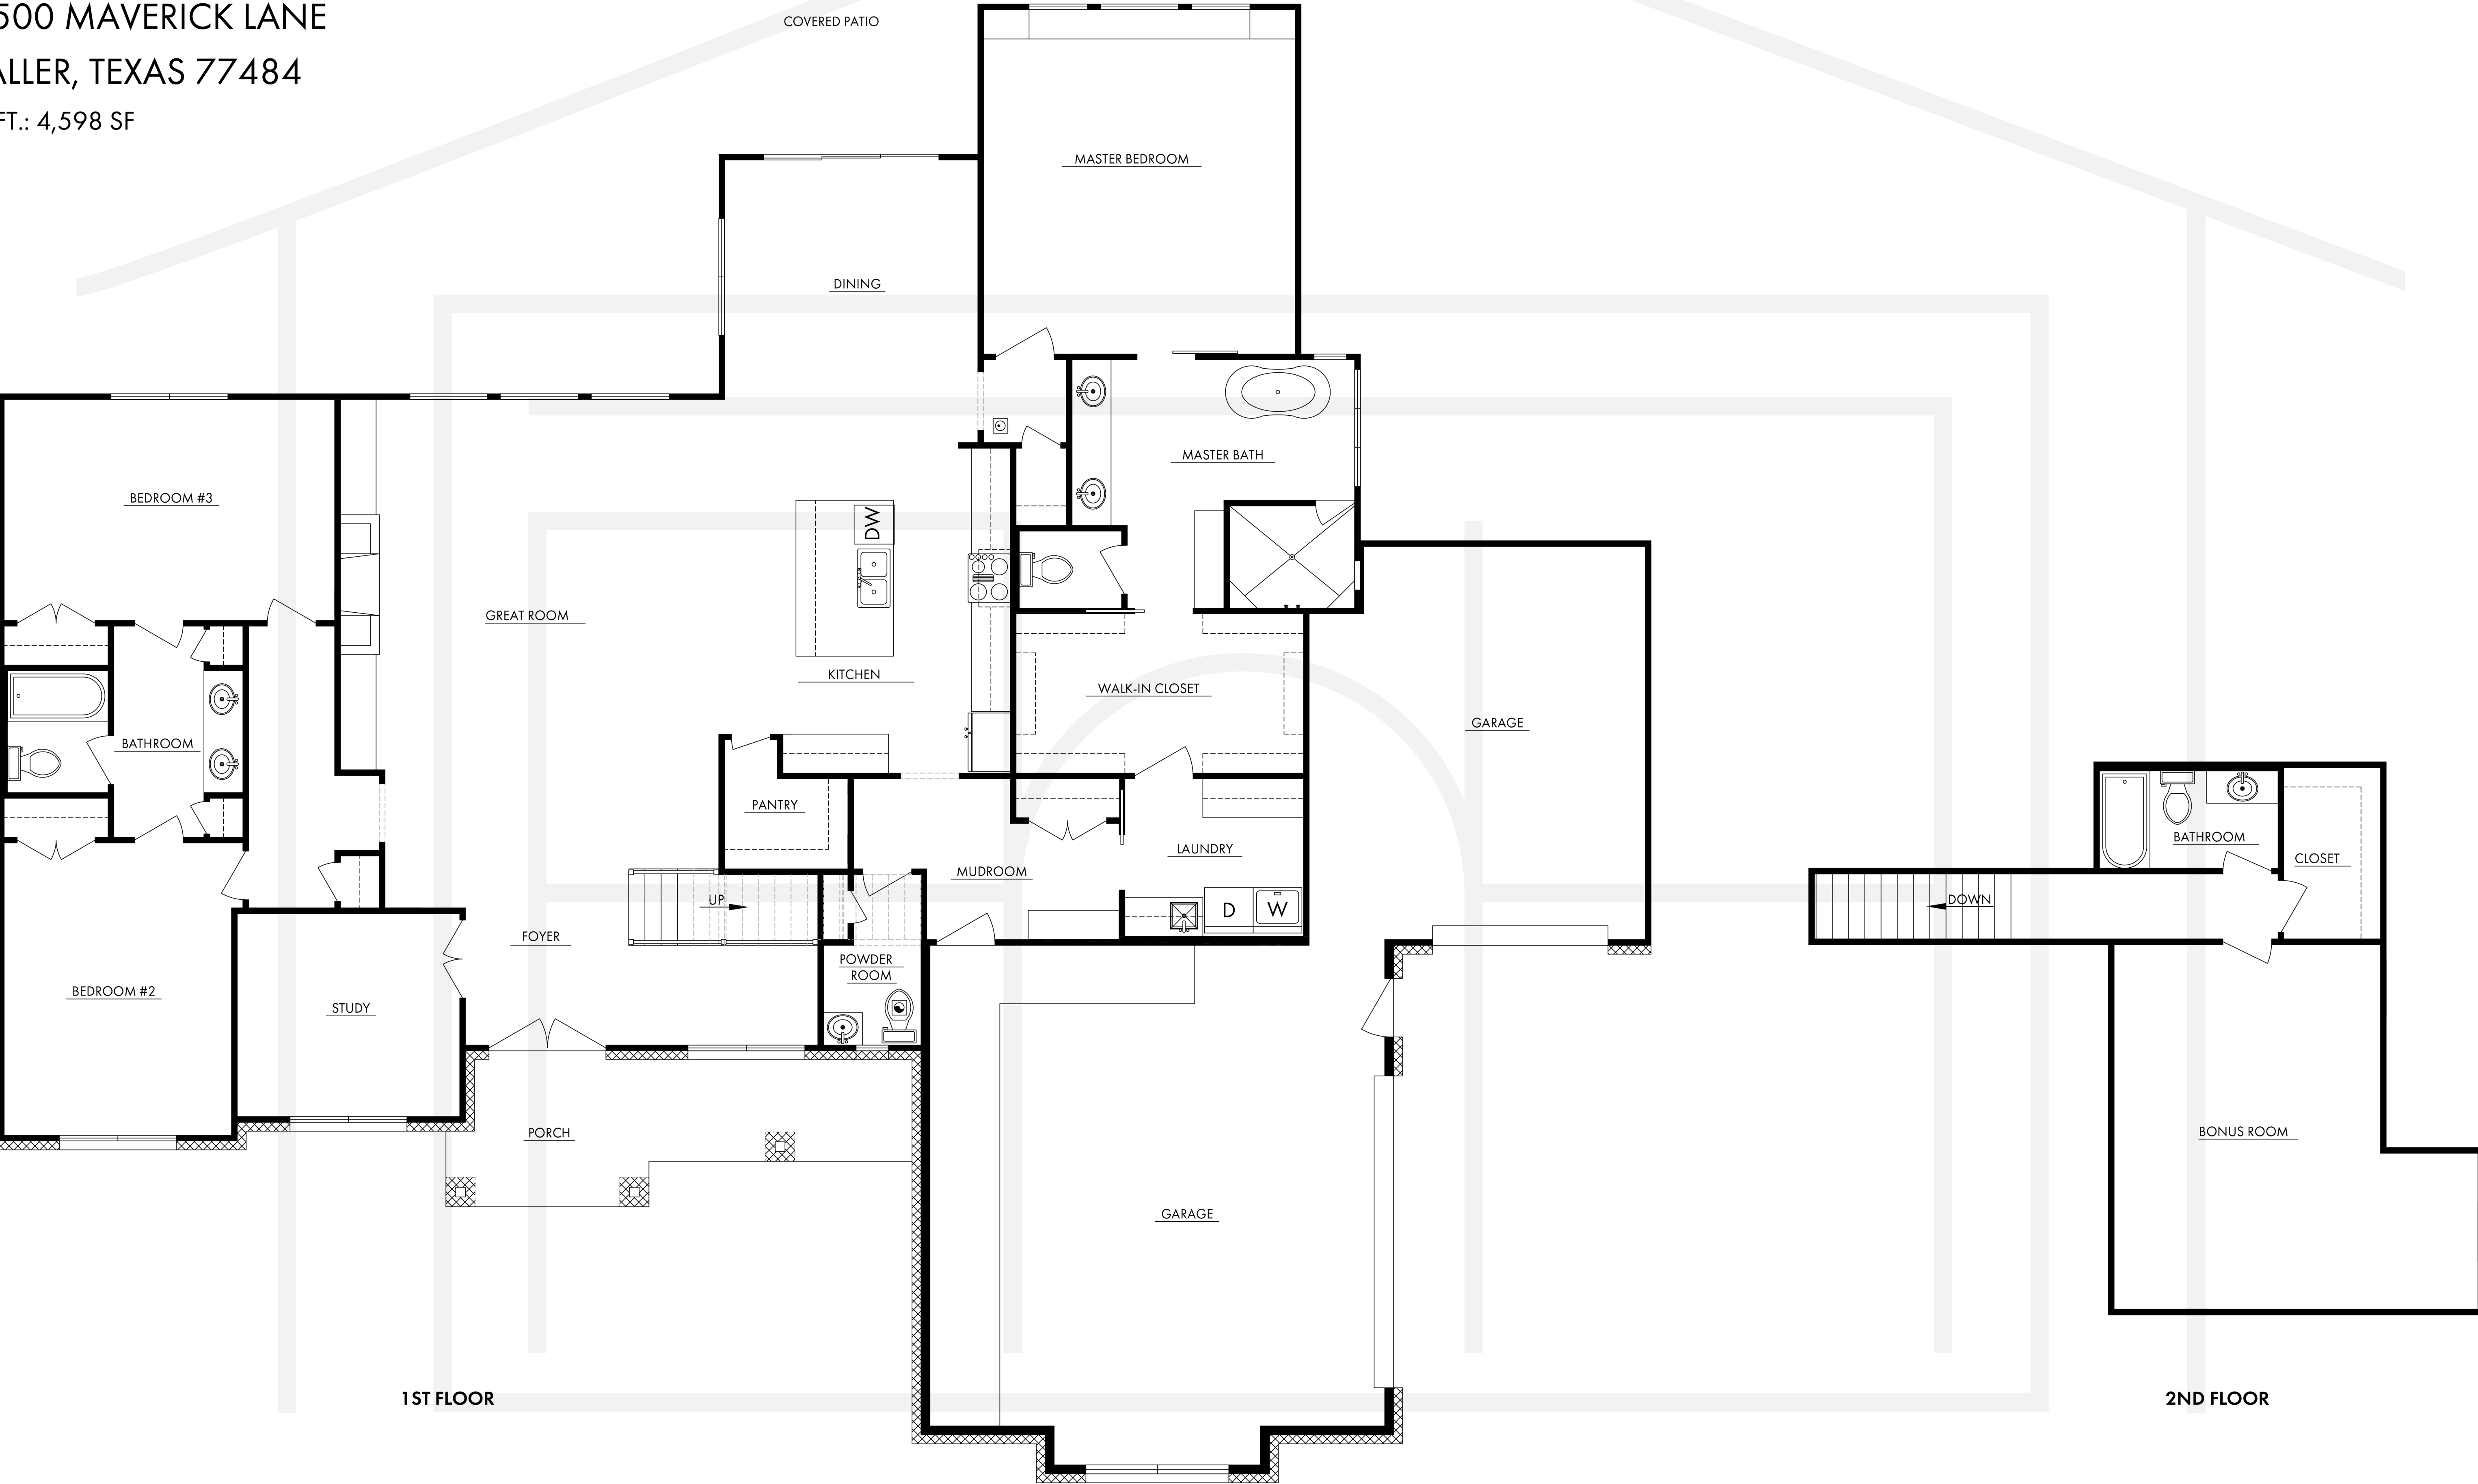 500 MAVERICK LANE
ALLER, TEXAS 77484
FT.: 4,598 SF
COVERED PATIO
MASTER BEDROOM
DINING
MASTER BATH
BEDROOM #3
DW
GREAT ROOM
KITCHEN
WALK-IN CLOSET
GARAGE
BATHROOM
PANTRY
LAUNDRY
MUDROOM
UP
D
W
FOYER
POWDER
ROOM
BEDROOM #2
STUDY
PORCH
GARAGE
1ST FLOOR
BATHROOM
CLOSET
DOWN
BONUS ROOM
2ND FLOOR